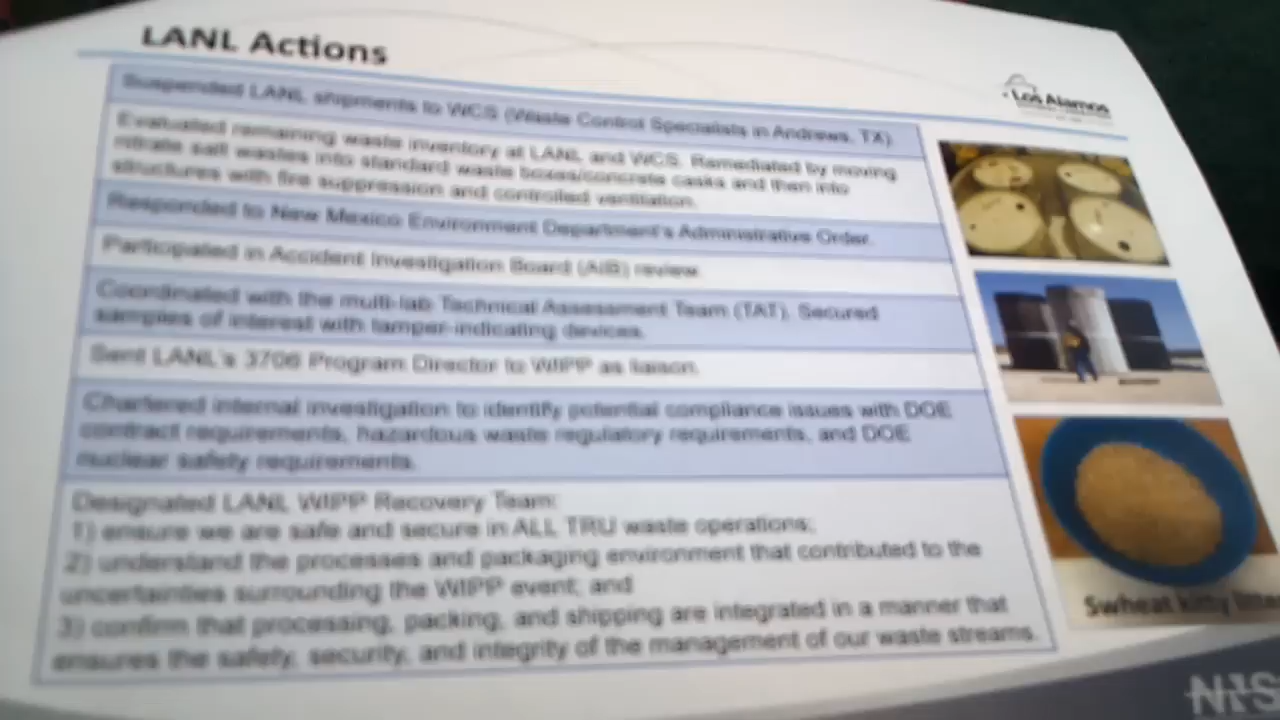 LANL Actions
Los Alamos
Suspended LANL shipments to WCS (Waste Control Specialists in Andrews, TX).
Evaluated remaining waste inventory at LANL and WCS. Remediated by moving
nitrate salt wastes into standard waste boxes/concrete casks and then into
structures with fire suppression and controlled ventilation.
Responded to New Mexico Environment Department's Administrative Order.
Participated in Accident Investigation Board (AIB) review.
Coordinated with the multi-lab Technical Assessment Team (TAT). Secured
samples of interest with tamper-indicating devices.
Sent LANL's 3706 Program Director to WIPP as liaison.
Chartered internal investigation to identify potential compliance issues with DOE
contract requirements, hazardous waste regulatory requirements, and DOE
nuclear safety requirements.
Designated LANL WIPP Recovery Team:
1) ensure we are safe and secure in ALL TRU waste operations;
2) understand the processes and packaging environment that contributed to the
uncertainties surrounding the WIPP event; and
3) confirm that processing, packing, and shipping are integrated in a manner that
ensures the safety, security, and integrity of the management of our waste streams.
Swheat kitty litte